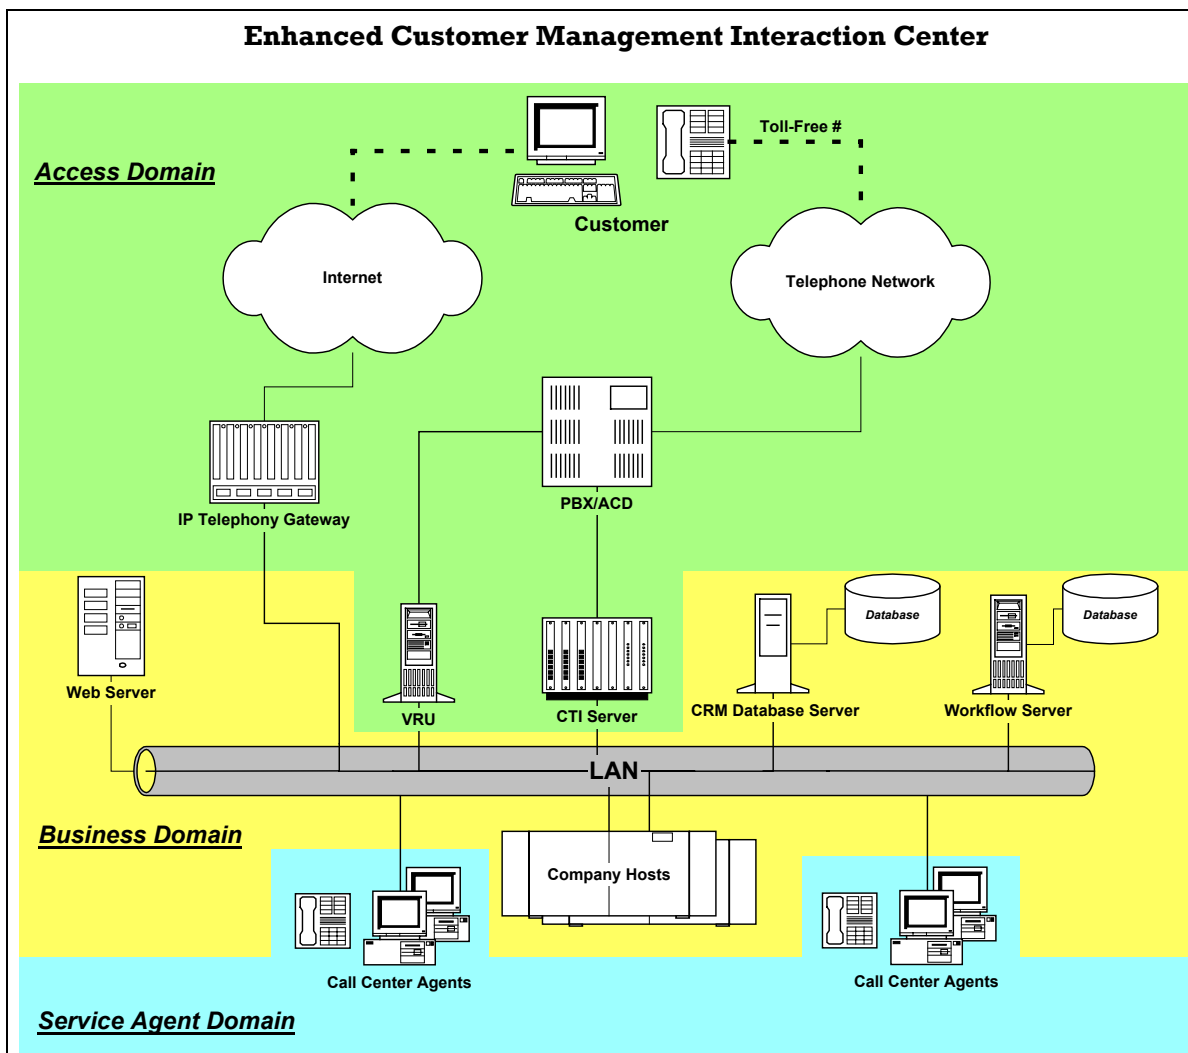 Enhanced Customer Management Interaction Center
Toll-Free #
Access Domain
Customer
Internet
Telephone Network
PBX/ACD
IP Telephony Gateway
Database
Database
Web Server
VRU
CTI Server
CRM Database Server
Workflow Server
LAN
Business Domain
Company Hosts
Call Center Agents
Call Center Agents
Service Agent Domain